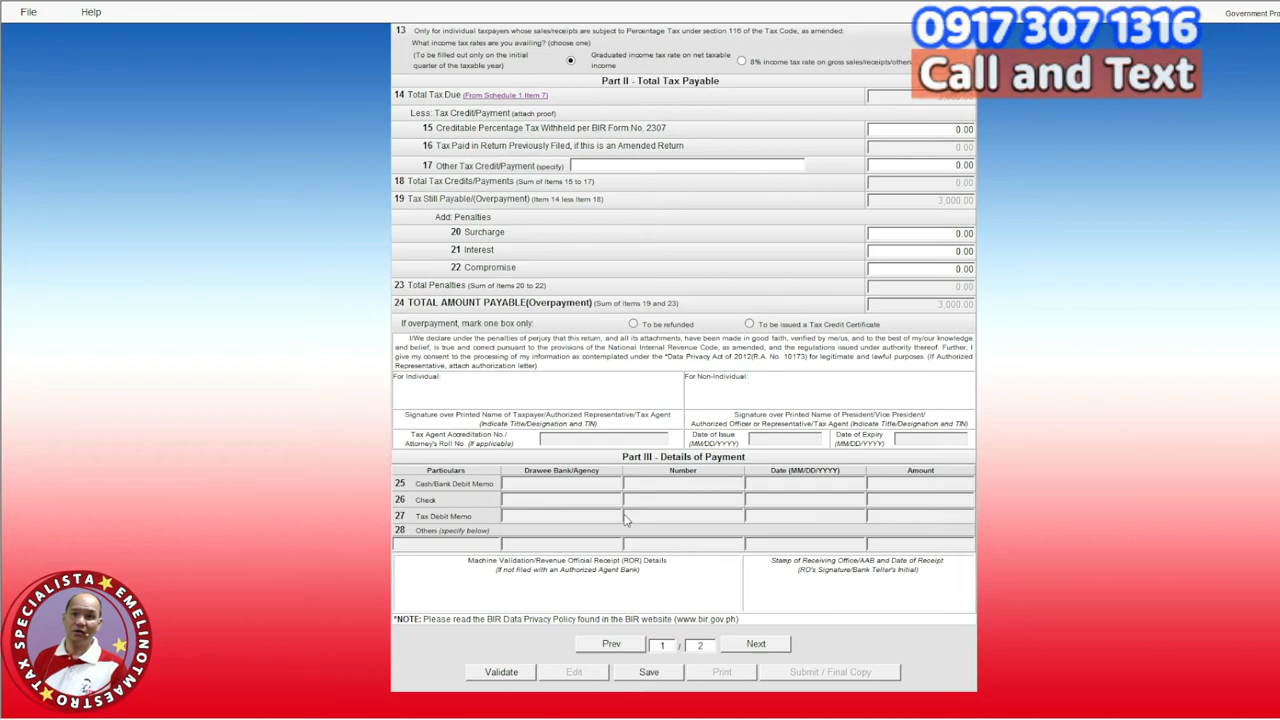 File Help Government Pro
0917 307 1316
Call and Text
13 Only for individual taxpayers whose sales/receipts are subject to Percentage Tax under section 116 of the Tax Code, as amended:
What income tax rates are you availing? (choose one)
(To be filled out only on the initial quarter of the taxable year) Graduated income tax rate on net taxable income 8% income tax rate on gross sales/receipts/others
Part II - Total Tax Payable
14 Total Tax Due (From Schedule 1 Item 7)
Less: Tax Credit/Payment (attach proof)
15 Creditable Percentage Tax Withheld per BIR Form No. 2307 0.00
16 Tax Paid in Return Previously Filed, if this is an Amended Return 0.00
17 Other Tax Credit/Payment (specify) 0.00
18 Total Tax Credits/Payments (Sum of Items 15 to 17) 0.00
19 Tax Still Payable/(Overpayment) (Item 14 less Item 18) 3,000.00
Add: Penalties
20 Surcharge 0.00
21 Interest 0.00
22 Compromise 0.00
23 Total Penalties (Sum of Items 20 to 22) 0.00
24 TOTAL AMOUNT PAYABLE(Overpayment) (Sum of Items 19 and 23) 3,000.00
If overpayment, mark one box only: To be refunded To be issued a Tax Credit Certificate
I/We declare under the penalties of perjury that this return, and all its attachments, have been made in good faith, verified by me/us, and to the best of my/our knowledge
and belief, is true and correct pursuant to the provisions of the National Internal Revenue Code, as amended, and the regulations issued under authority thereof. Further, I
give my consent to the processing of my information as contemplated under the *Data Privacy Act of 2012(R.A. No. 10173) for legitimate and lawful purposes. (If Authorized
Representative, attach authorization letter)
For Individual: For Non-Individual:
Signature over Printed Name of Taxpayer/Authorized Representative/Tax Agent Signature over Printed Name of President/Vice President/
(Indicate Title/Designation and TIN) Authorized Officer or Representative/Tax Agent (Indicate Title/Designation and TIN)
Tax Agent Accreditation No./ Date of Issue Date of Expiry
Attorney's Roll No. (If applicable) (MM/DD/YYYY) (MM/DD/YYYY)
Part III - Details of Payment
Particulars Drawee Bank/Agency Number Date (MM/DD/YYYY) Amount
25 Cash/Bank Debit Memo
26 Check
27 Tax Debit Memo
28 Others (specify below)
Machine Validation/Revenue Official Receipt (ROR) Details Stamp of Receiving Office/AAB and Date of Receipt
(If not filed with an Authorized Agent Bank) (RO's Signature/Bank Teller's Initial)
*NOTE: Please read the BIR Data Privacy Policy found in the BIR website (www.bir.gov.ph)
Prev 1 / 2 Next
Validate Edit Save Print Submit / Final Copy
TAX SPECIALISTA EMELINOTMAESTRO